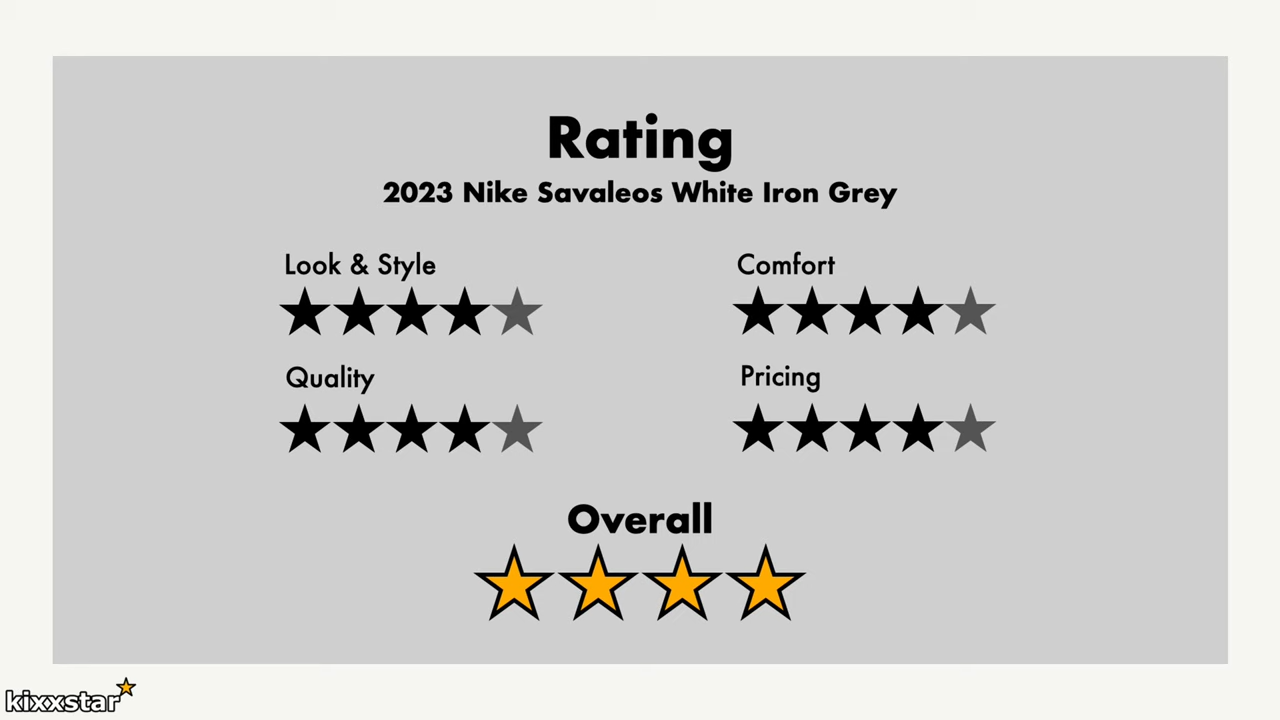 Rating
2023 Nike Savaleos White Iron Grey
Look & Style
Comfort
Quality
Pricing
Overall
kixxstar